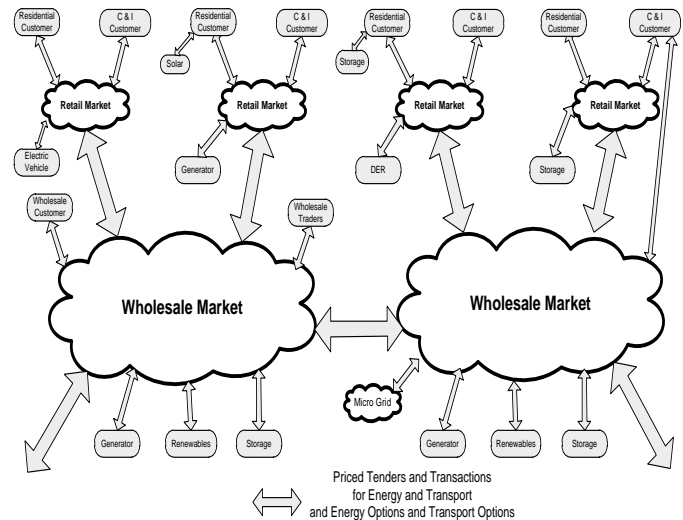 Residential
Customer
C & I
Customer
Residential
Customer
C & I
Customer
Residential
Customer
C & I
Customer
Residential
Customer
C & I
Customer
Solar
Storage
Retail Market
Retail Market
Retail Market
Retail Market
Electric
Vehicle
Generator
DER
Storage
Wholesale
Customer
Wholesale
Traders
Wholesale Market
Wholesale Market
Micro Grid
Generator
Renewables
Storage
Generator
Renewables
Storage
Priced Tenders and Transactions
for Energy and Transport
and Energy Options and Transport Options